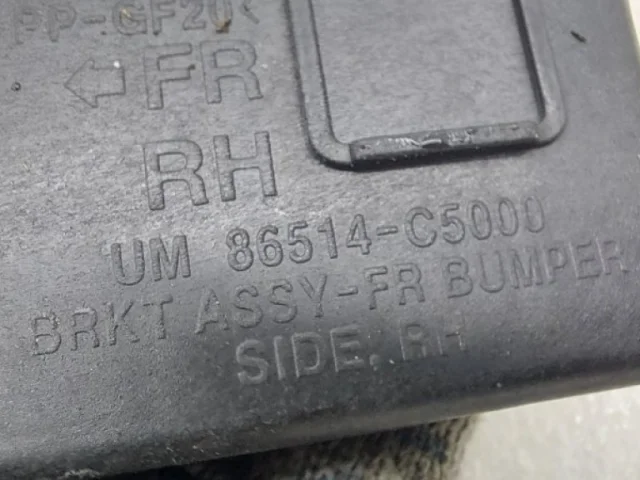 PP-GF20<
FR
RH
UM 86514-C5000
BRKT ASSY-FR BUMPER
SIDE, RH